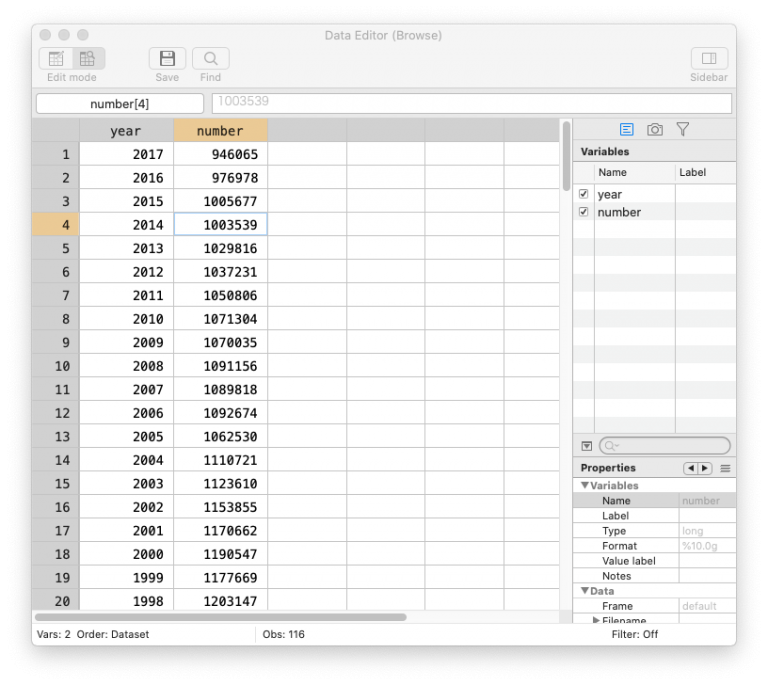 Data Editor (Browse)
Edit mode Save Find Sidebar
number[4] 1003539
year number
1 2017 946065
2 2016 976978
3 2015 1005677
4 2014 1003539
5 2013 1029816
6 2012 1037231
7 2011 1050806
8 2010 1071304
9 2009 1070035
10 2008 1091156
11 2007 1089818
12 2006 1092674
13 2005 1062530
14 2004 1110721
15 2003 1123610
16 2002 1153855
17 2001 1170662
18 2000 1190547
19 1999 1177669
20 1998 1203147
Variables
Name Label
year
number
Properties
Variables
Name number
Label
Type long
Format %10.0g
Value label
Notes
Data
Frame default
Filename
Vars: 2 Order: Dataset Obs: 116 Filter: Off